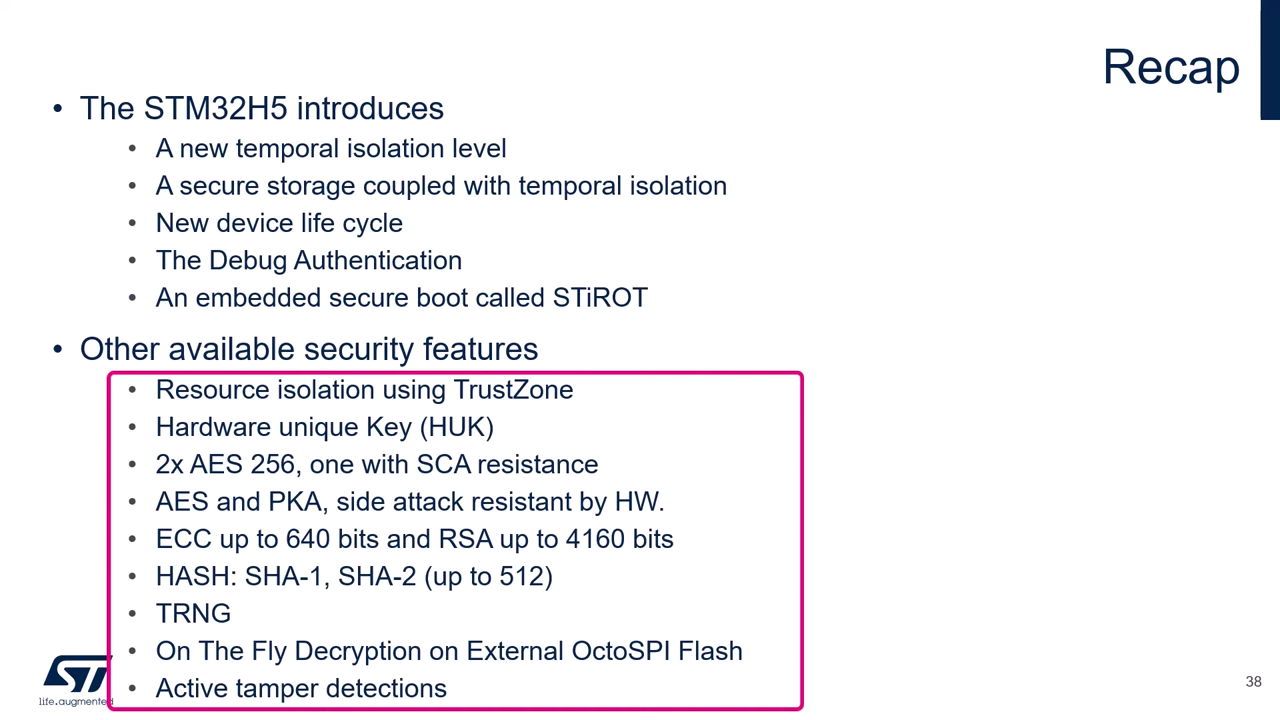 Recap
• The STM32H5 introduces
• A new temporal isolation level
• A secure storage coupled with temporal isolation
• New device life cycle
• The Debug Authentication
• An embedded secure boot called STiROT
• Other available security features
• Resource isolation using TrustZone
• Hardware unique Key (HUK)
• 2x AES 256, one with SCA resistance
• AES and PKA, side attack resistant by HW.
• ECC up to 640 bits and RSA up to 4160 bits
• HASH: SHA-1, SHA-2 (up to 512)
• TRNG
• On The Fly Decryption on External OctoSPI Flash
• Active tamper detections
ST
life.augmented
38